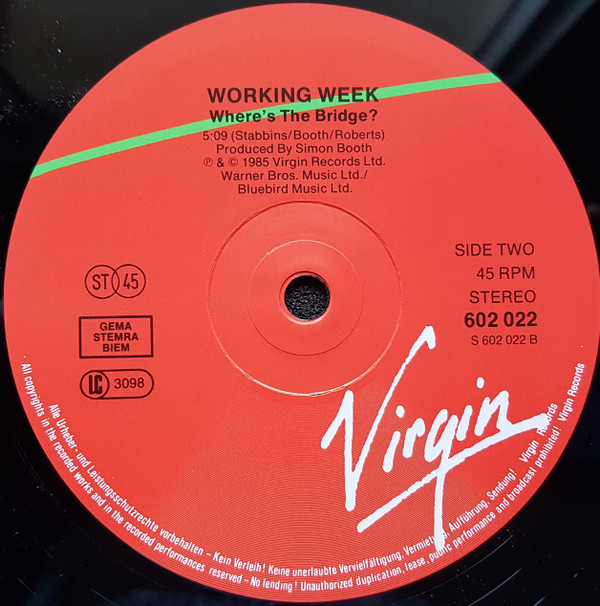 WORKING WEEK
Where's The Bridge?
5:09 (Stabbins/Booth/Roberts)
Produced By Simon Booth
℗ & © 1985 Virgin Records Ltd.
Warner Bros. Music Ltd./
Bluebird Music Ltd.
ST 45
GEMA
STEMRA
BIEM
LC 3098
SIDE TWO
45 RPM
STEREO
602 022
S 602 022 B
Virgin
Alle Urheber- und Leistungsschutzrechte vorbehalten – Kein Verleih! Keine unerlaubte Vervielfältigung, Vermietung, Aufführung, Sendung! Virgin Records
All copyrights in the recorded works and in the recorded performances reserved – No lending! Unauthorized duplication, lease, public performance and broadcast prohibited! Virgin Records